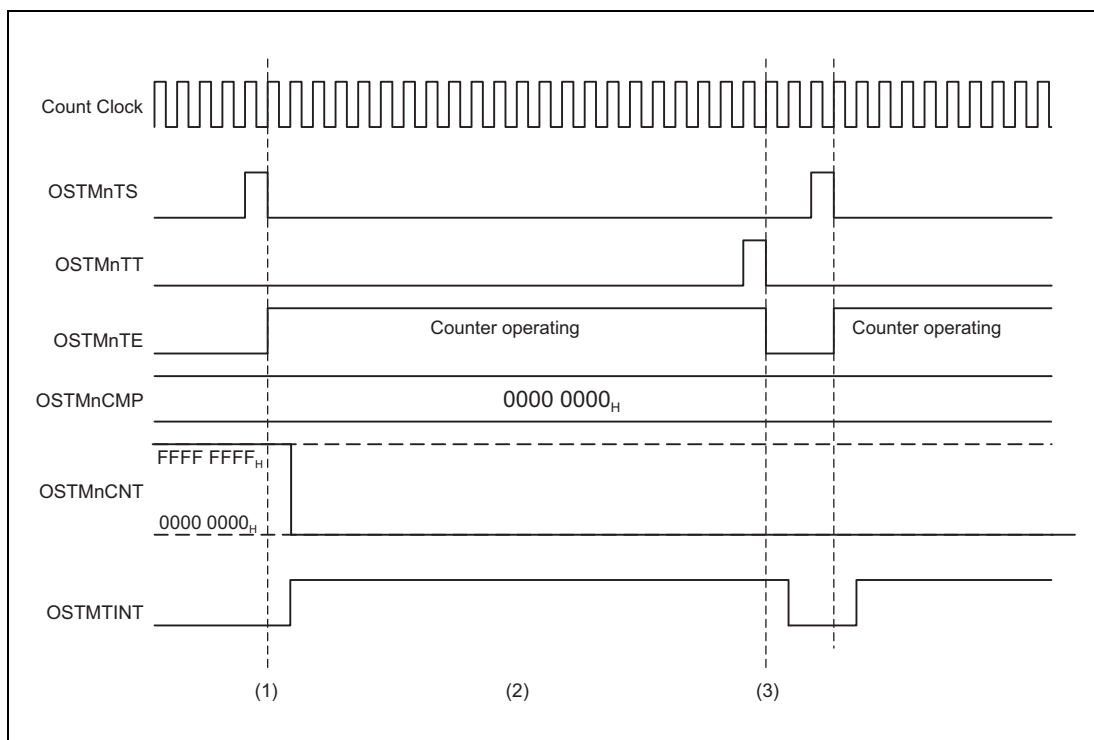 Count Clock
OSTMnTS
OSTMnTT
OSTMnTE
Counter operating
Counter operating
OSTMnCMP
0000 0000H
FFFF FFFFH
OSTMnCNT
0000 0000H
OSTMTINT
(1)
(2)
(3)